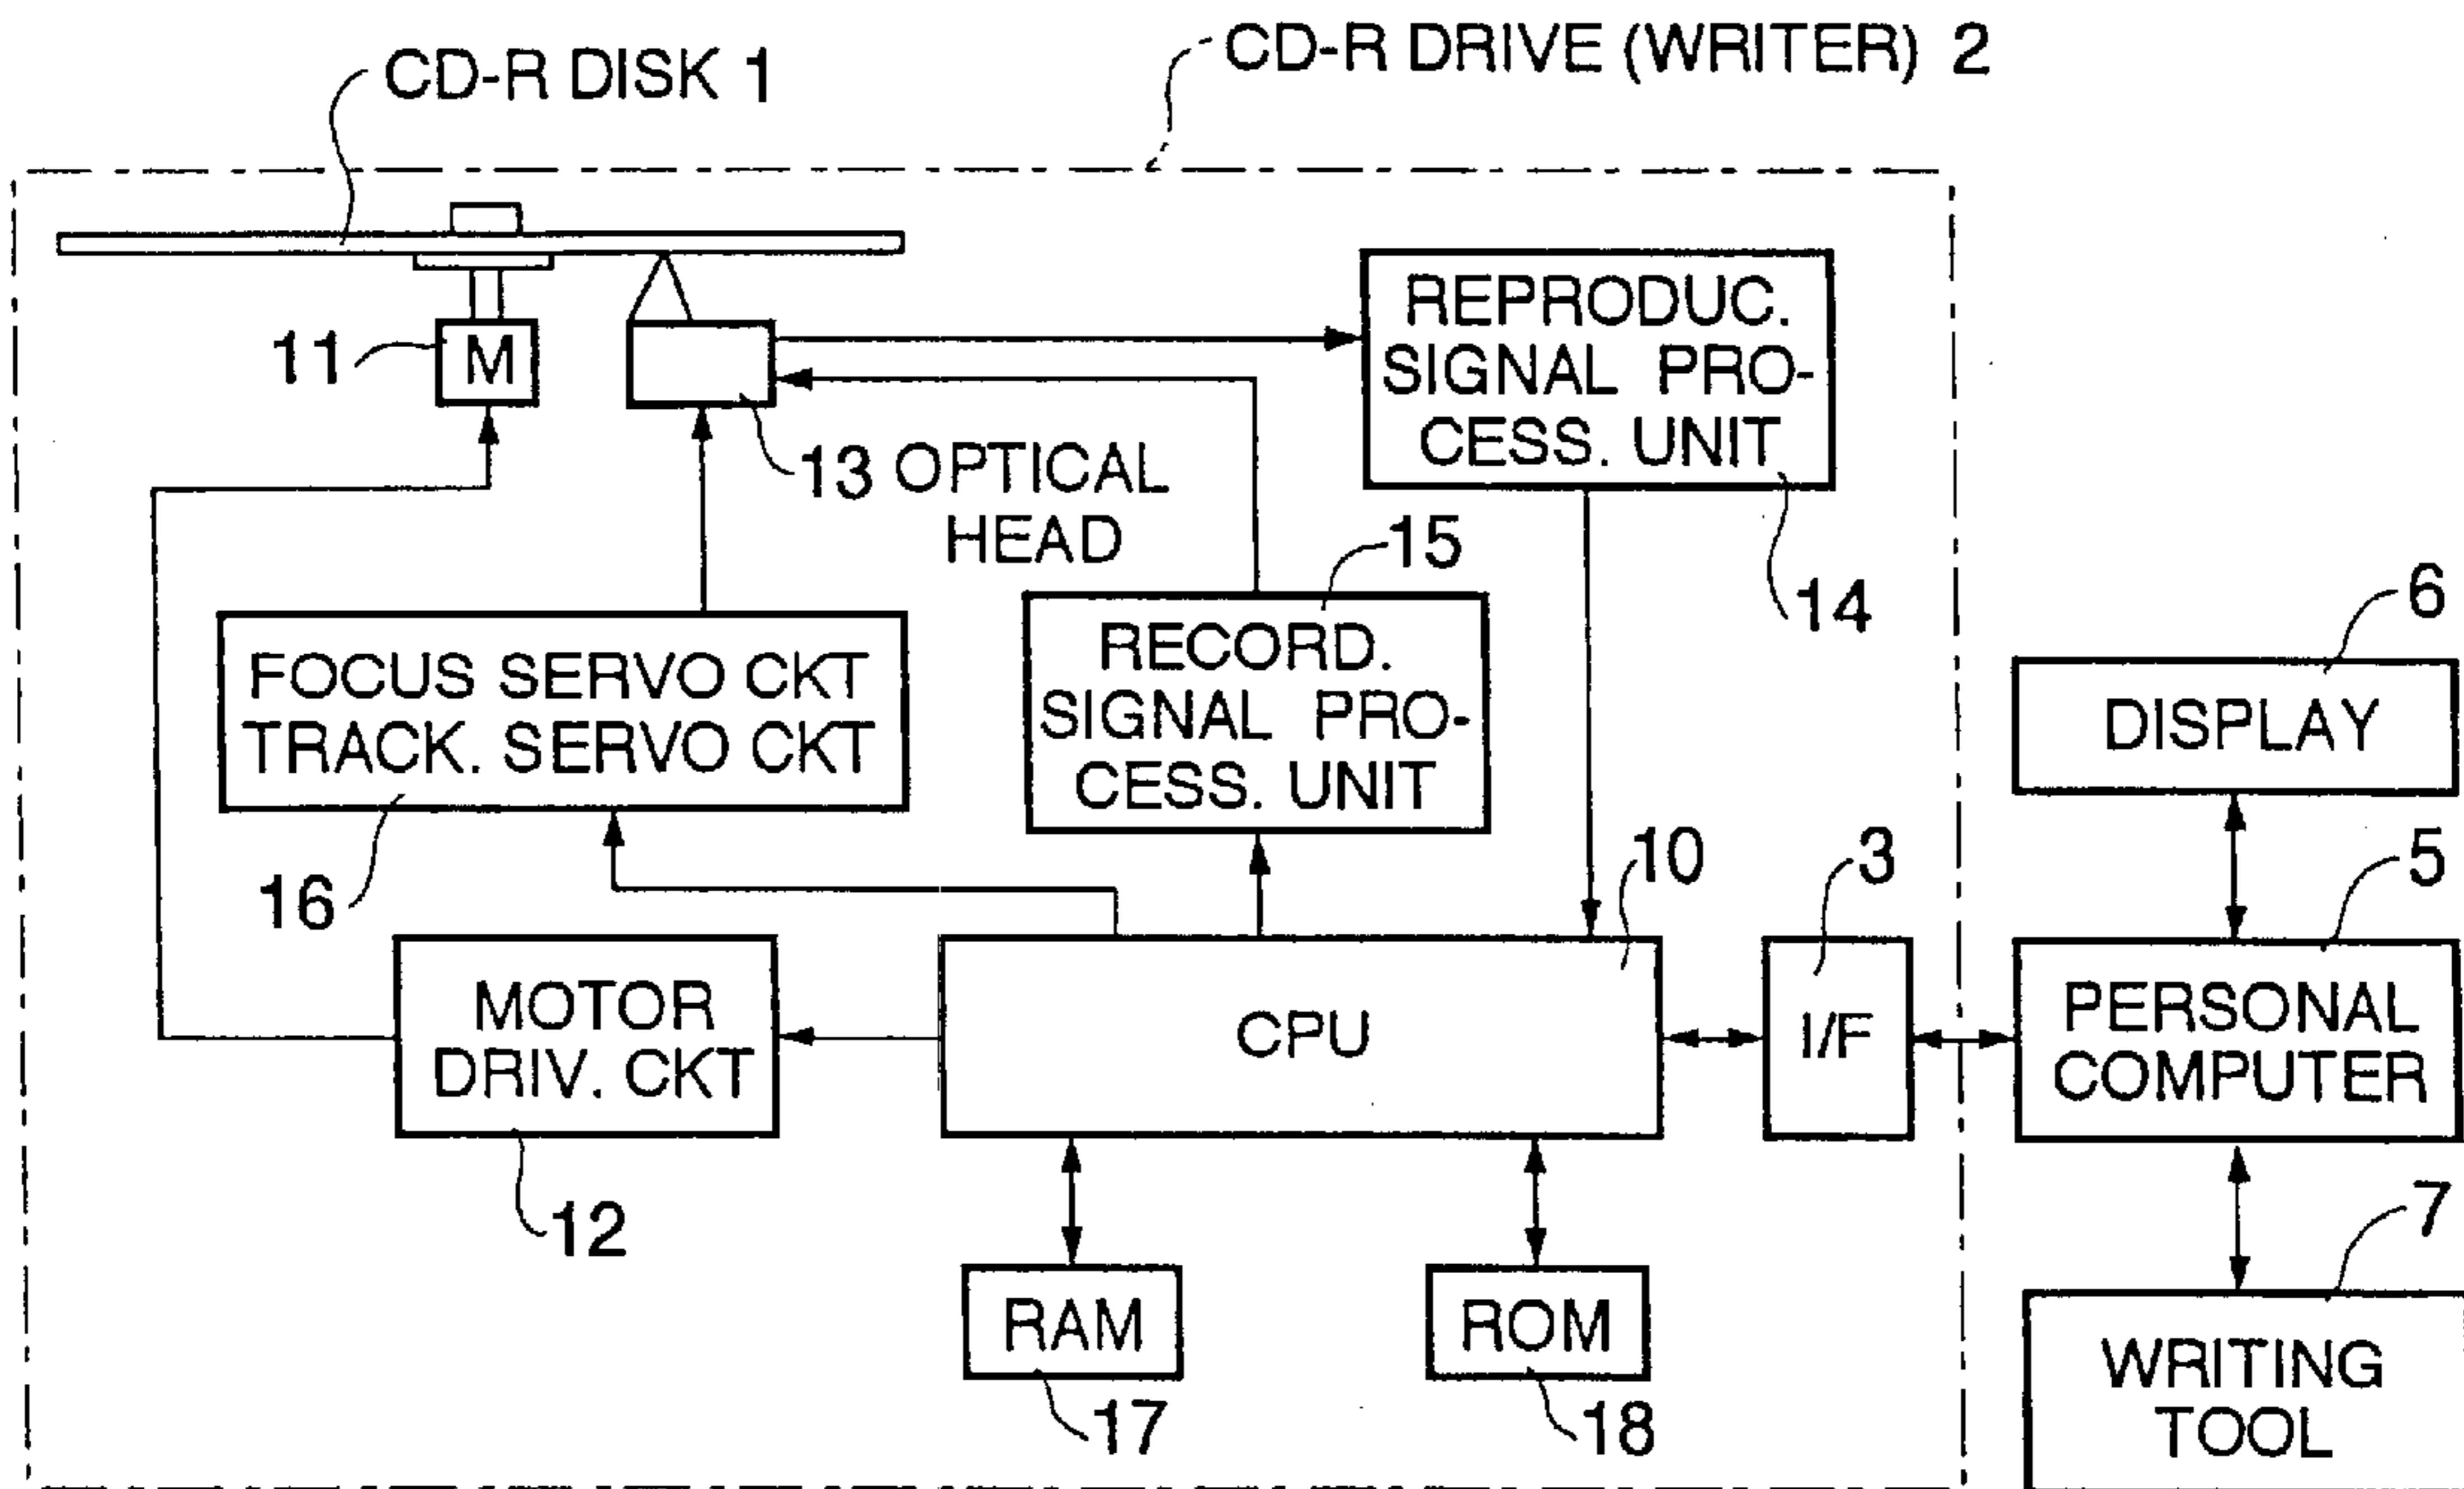 CD-R DISK 1
CD-R DRIVE (WRITER) 2
11
M
13 OPTICAL
HEAD
REPRODUC.
SIGNAL PRO-
CESS. UNIT
14
15
RECORD.
SIGNAL PRO-
CESS. UNIT
FOCUS SERVO CKT
TRACK. SERVO CKT
16
6
DISPLAY
10
3
5
MOTOR
DRIV. CKT
12
CPU
I/F
PERSONAL
COMPUTER
7
RAM
17
ROM
18
WRITING
TOOL